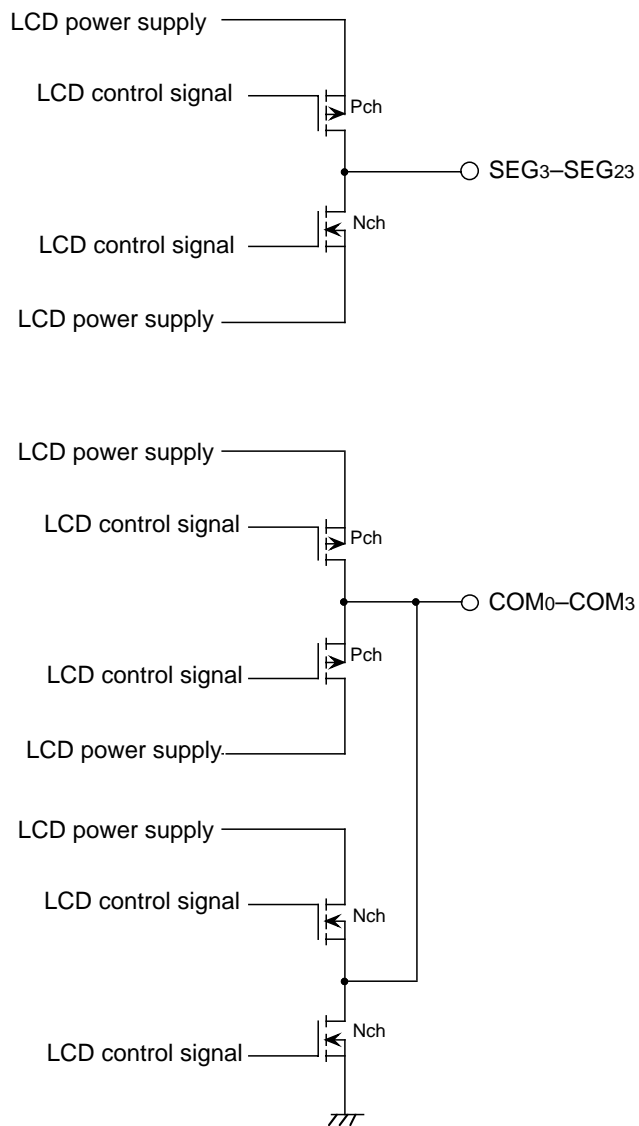 LCD power supply
LCD control signal
Pch
SEG3–SEG23
Nch
LCD control signal
LCD power supply
LCD power supply
LCD control signal
Pch
COM0–COM3
Pch
LCD control signal
LCD power supply
LCD power supply
LCD control signal
Nch
Nch
LCD control signal